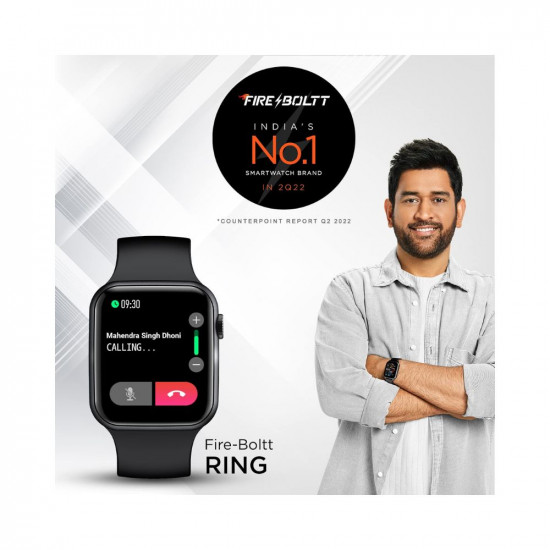 FIRE BOLTT
INDIA'S
No.1
SMARTWATCH BRAND
IN 2Q22
*COUNTERPOINT REPORT Q2 2022
09:30
Mahendra Singh Dhoni
CALLING...
Fire-Boltt
RING